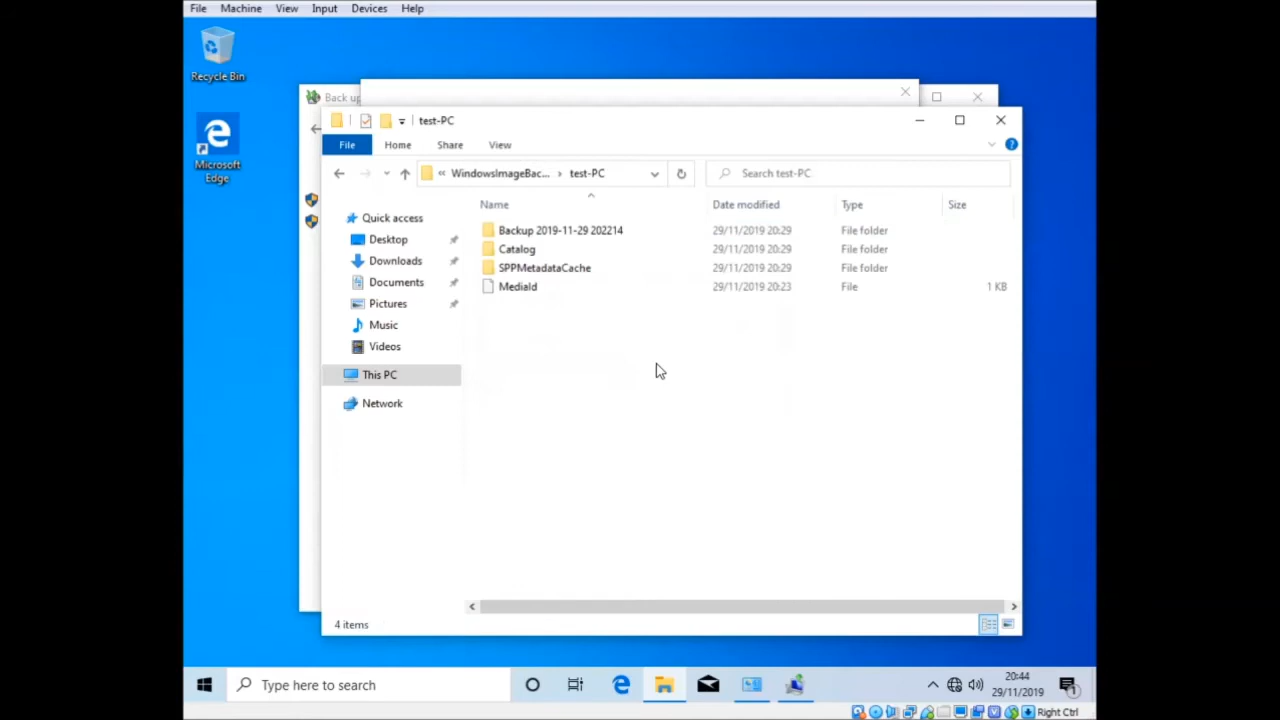 File Machine View Input Devices Help
Recycle Bin
Microsoft Edge
Back up
test-PC
File Home Share View
« WindowsImageBac... › test-PC
Search test-PC
Name Date modified Type Size
Quick access
Desktop
Downloads
Documents
Pictures
Music
Videos
This PC
Network
Backup 2019-11-29 202214 29/11/2019 20:29 File folder
Catalog 29/11/2019 20:29 File folder
SPPMetadataCache 29/11/2019 20:29 File folder
MediaId 29/11/2019 20:23 File 1 KB
4 items
Type here to search
20:44
29/11/2019
1
Right Ctrl